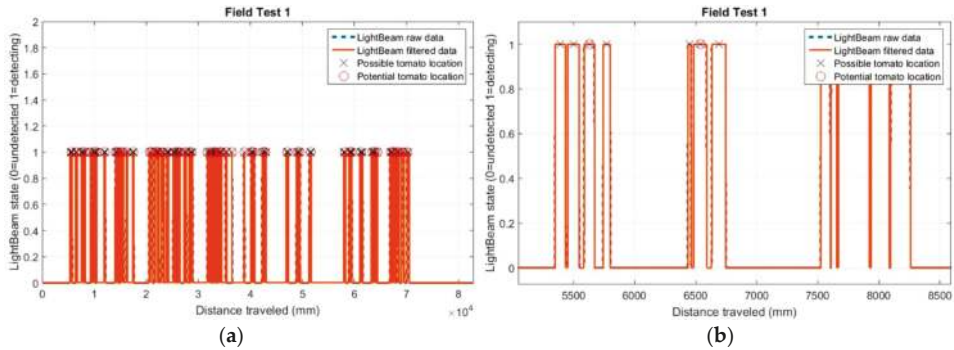 Field Test 1
2
1.8
1.6
1.4
1.2
1
0.8
0.6
0.4
0.2
0
LightBeam state (0=undetected 1=detecting)
LightBeam raw data
LightBeam filtered data
Possible tomato location
Potential tomato location
0 1 2 3 4 5 6 7 8
×10⁴
Distance traveled (mm)
(a)
Field Test 1
1
0.8
0.6
0.4
0.2
0
LightBeam state (0=undetected 1=detecting)
LightBeam raw data
LightBeam filtered data
Possible tomato location
Potential tomato location
5500 6000 6500 7000 7500 8000 8500
Distance traveled (mm)
(b)